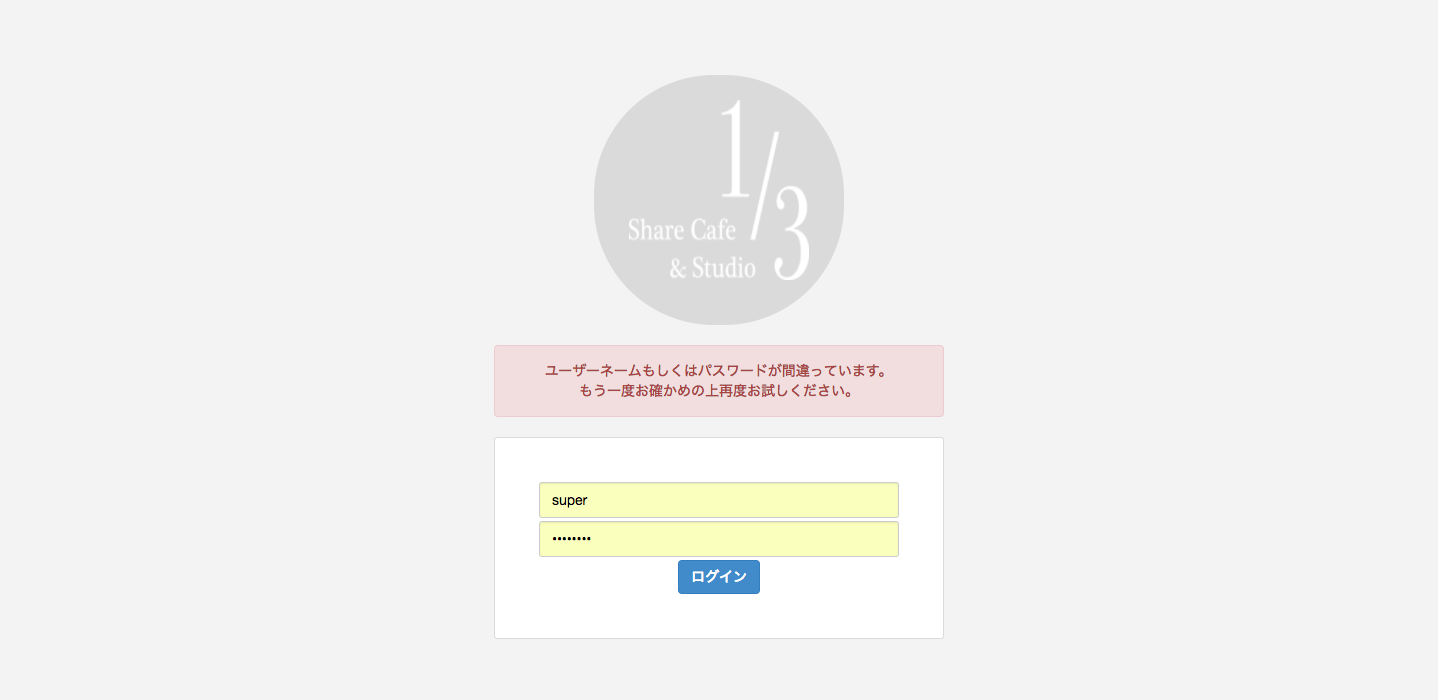 1/3
Share Cafe
& Studio
ユーザーネームもしくはパスワードが間違っています。
もう一度お確かめの上再度お試しください。
super
••••••••
ログイン